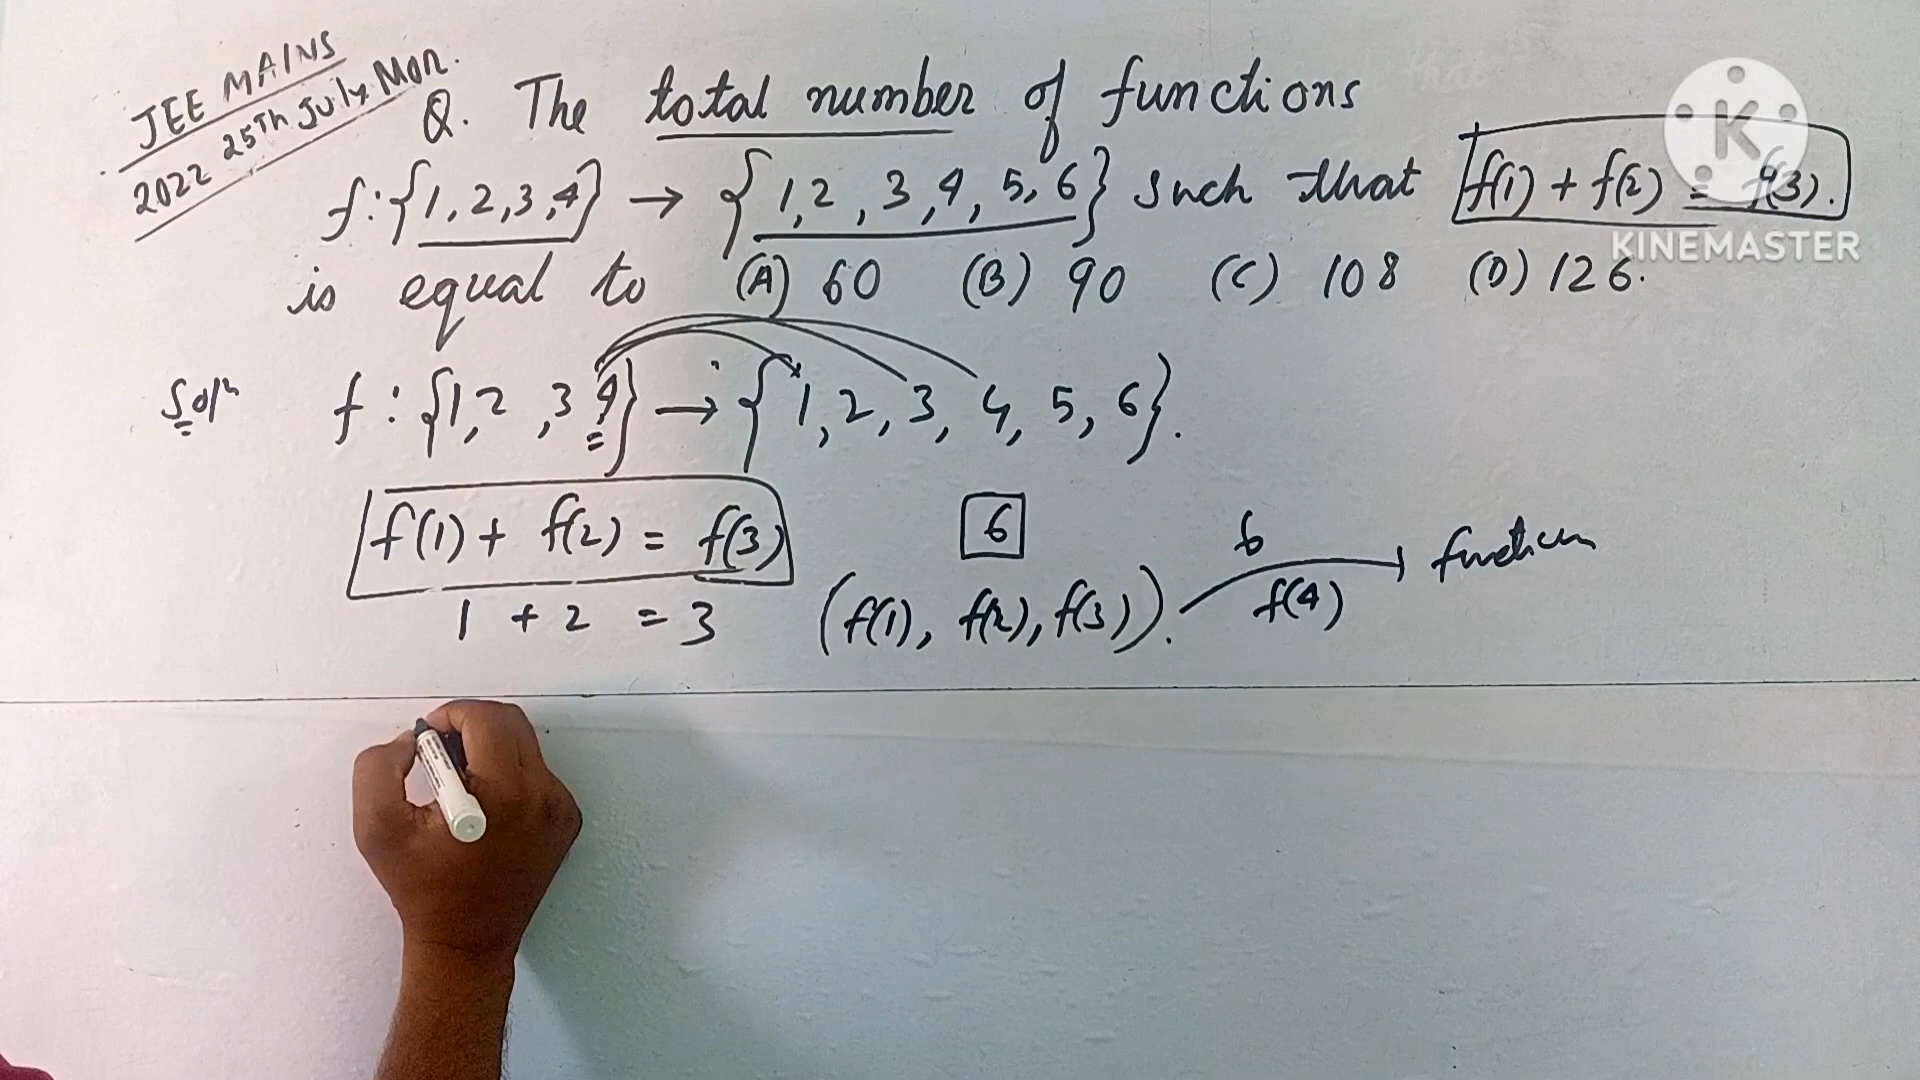 JEE MAINS
2022 25TH July Mon.
Q. The total number of functions
f:{1,2,3,4} → {1,2,3,4,5,6} such that f(1) + f(2) = f(3).
is equal to (A) 60 (B) 90 (C) 108 (D) 126.
Soln f : {1,2,3 4} → {1,2,3,4,5,6}.
f(1) + f(2) = f(3) 6
1 + 2 = 3 (f(1), f(2), f(3)). 6 f(4) function
K
KINEMASTER